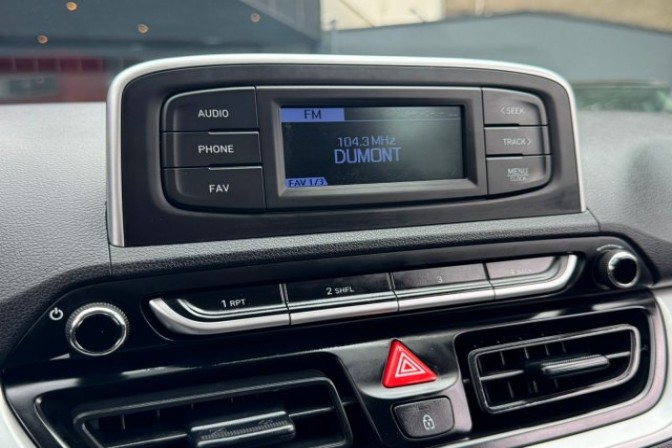 AUDIO
PHONE
FAV
FM
104.3 MHz
DUMONT
FAV 1/3
< SEEK
TRACK >
MENU
CLOCK
1 RPT
2 SHFL
3